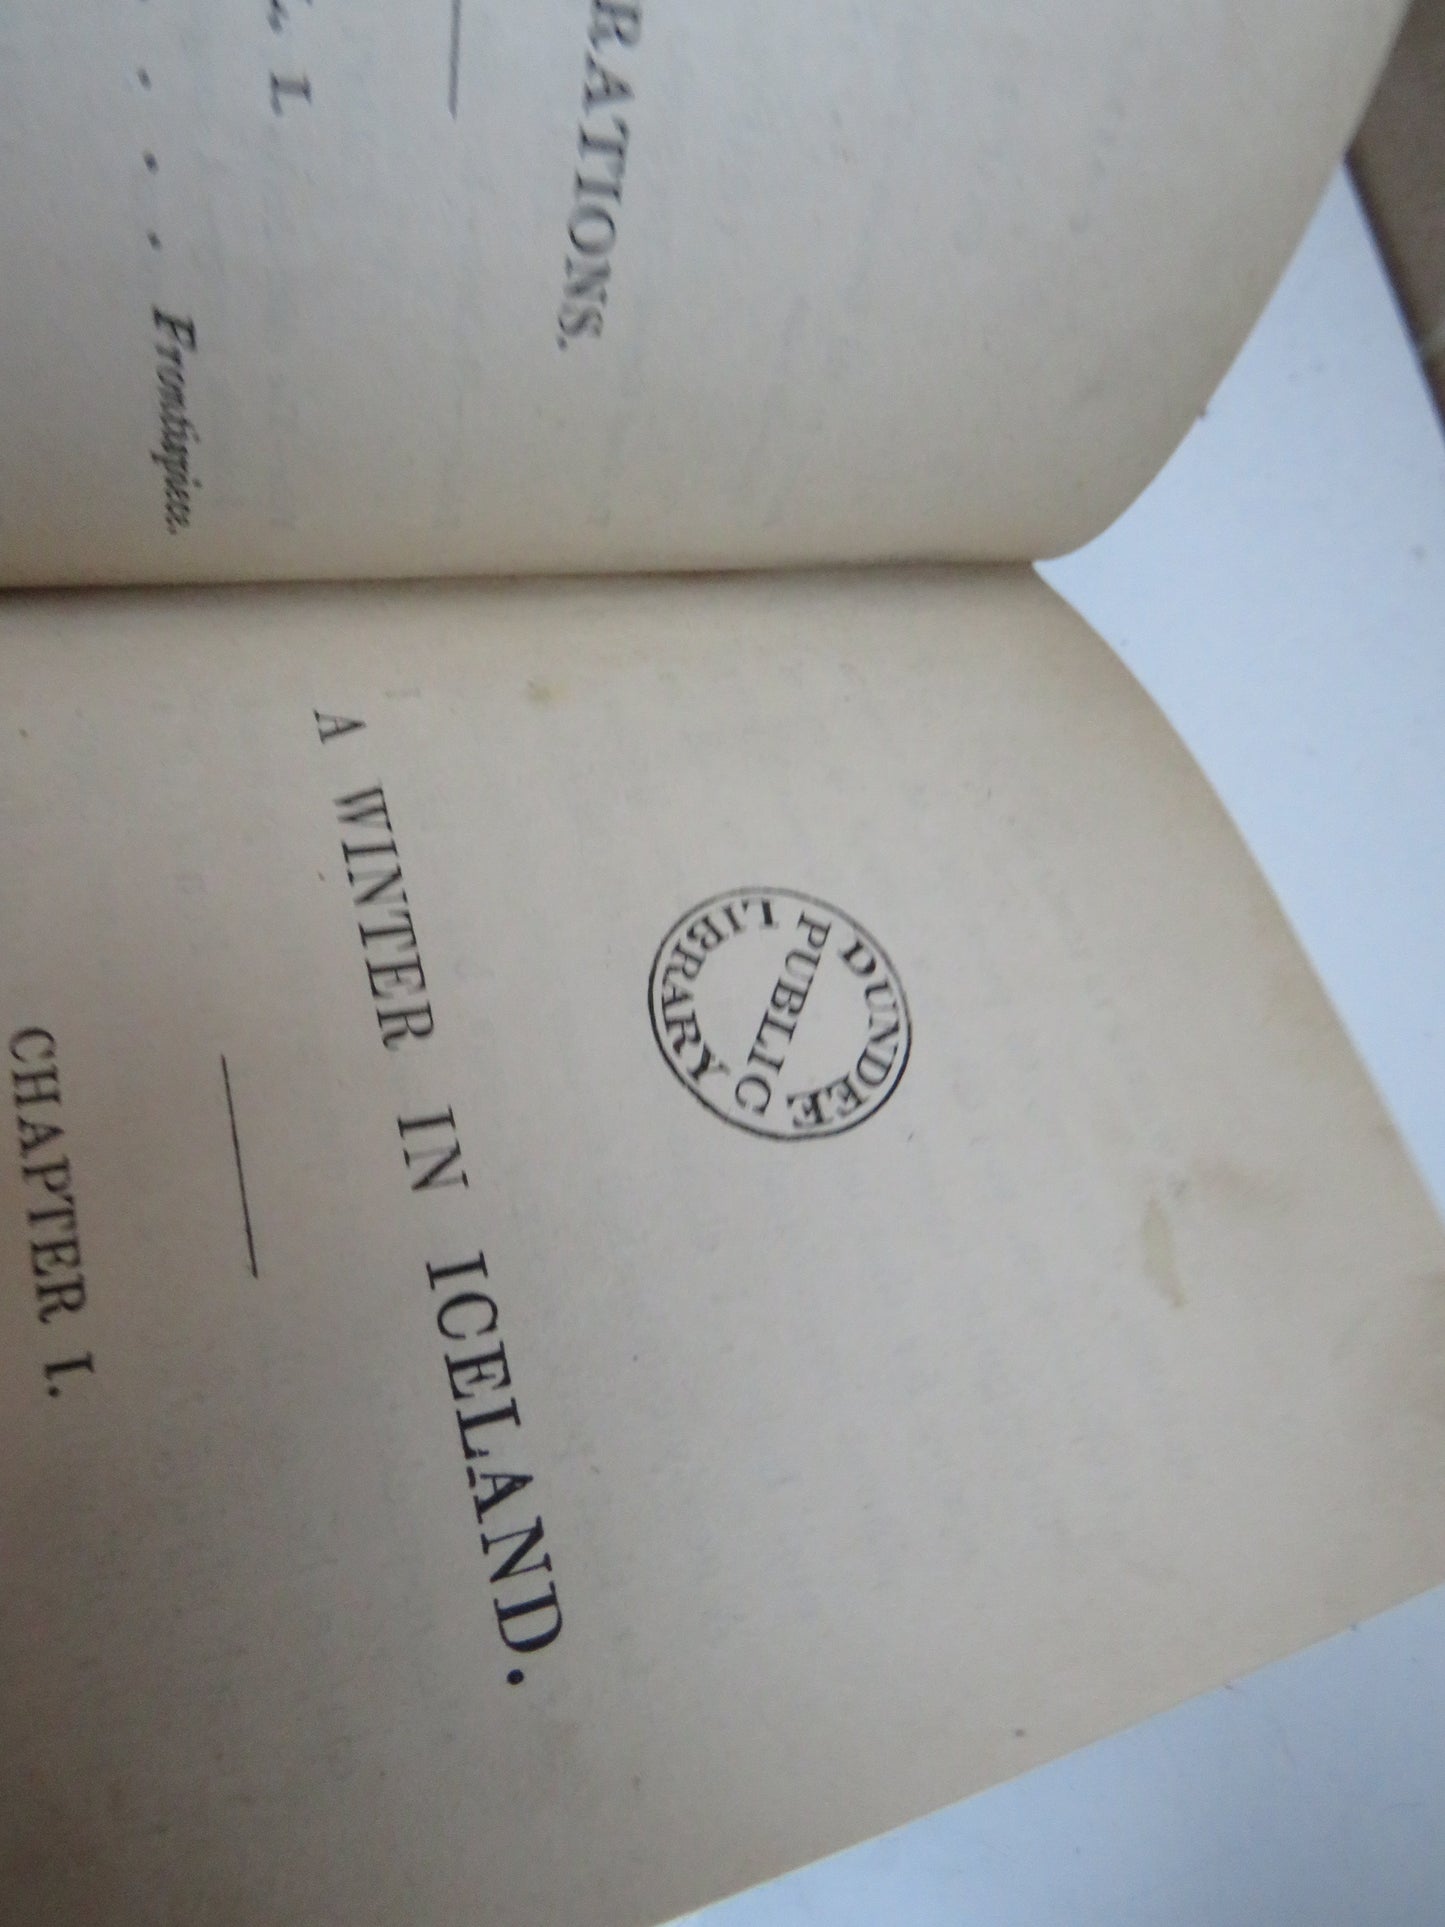 RATIONS.
I.
. . . Frontispiece.
DUNDEE
PUBLIC
LIBRARY
A WINTER IN ICELAND.
CHAPTER I.